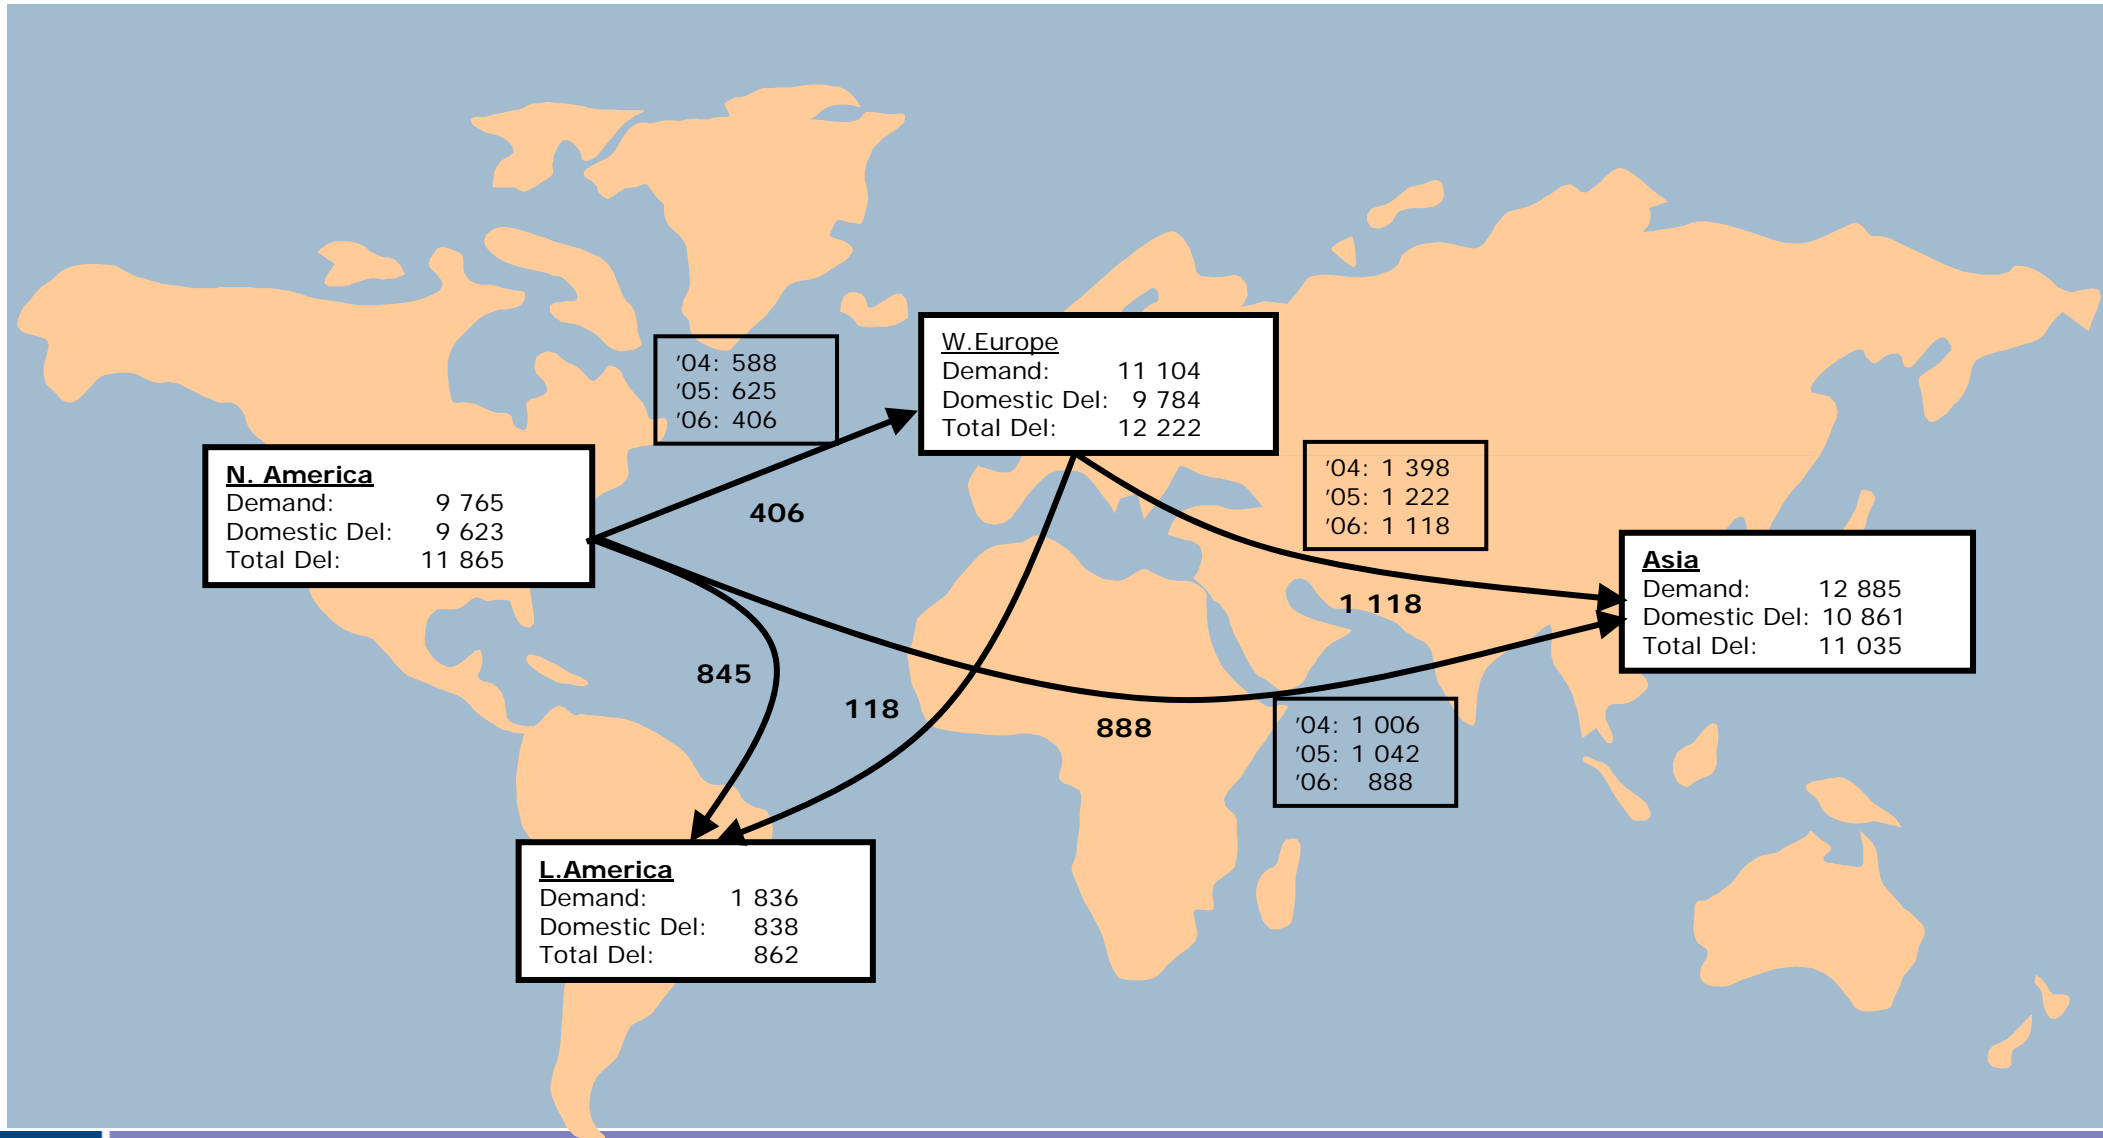 '04: 588
'05: 625
'06: 406
W.Europe
Demand: 11 104
Domestic Del: 9 784
Total Del: 12 222
N. America
Demand: 9 765
Domestic Del: 9 623
Total Del: 11 865
406
'04: 1 398
'05: 1 222
'06: 1 118
1 118
Asia
Demand: 12 885
Domestic Del: 10 861
Total Del: 11 035
845
118
888
'04: 1 006
'05: 1 042
'06: 888
L.America
Demand: 1 836
Domestic Del: 838
Total Del: 862